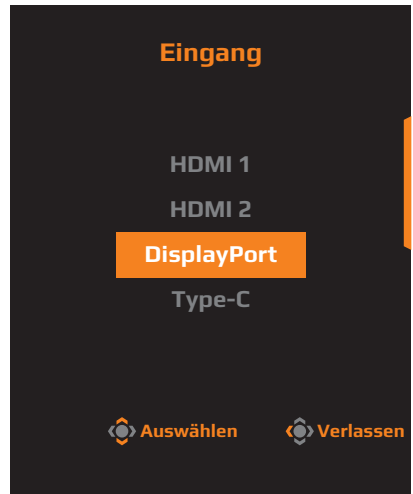 Eingang
HDMI 1
HDMI 2
DisplayPort
Type-C
Auswählen Verlassen